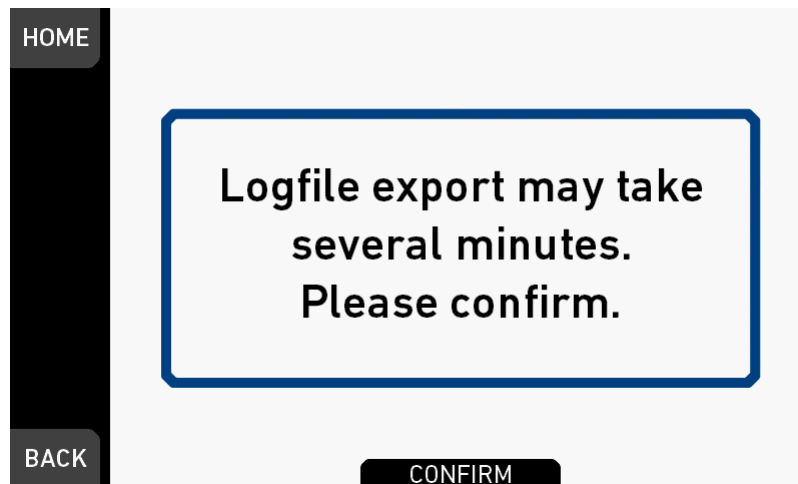 HOME
Logfile export may take
several minutes.
Please confirm.
BACK
CONFIRM